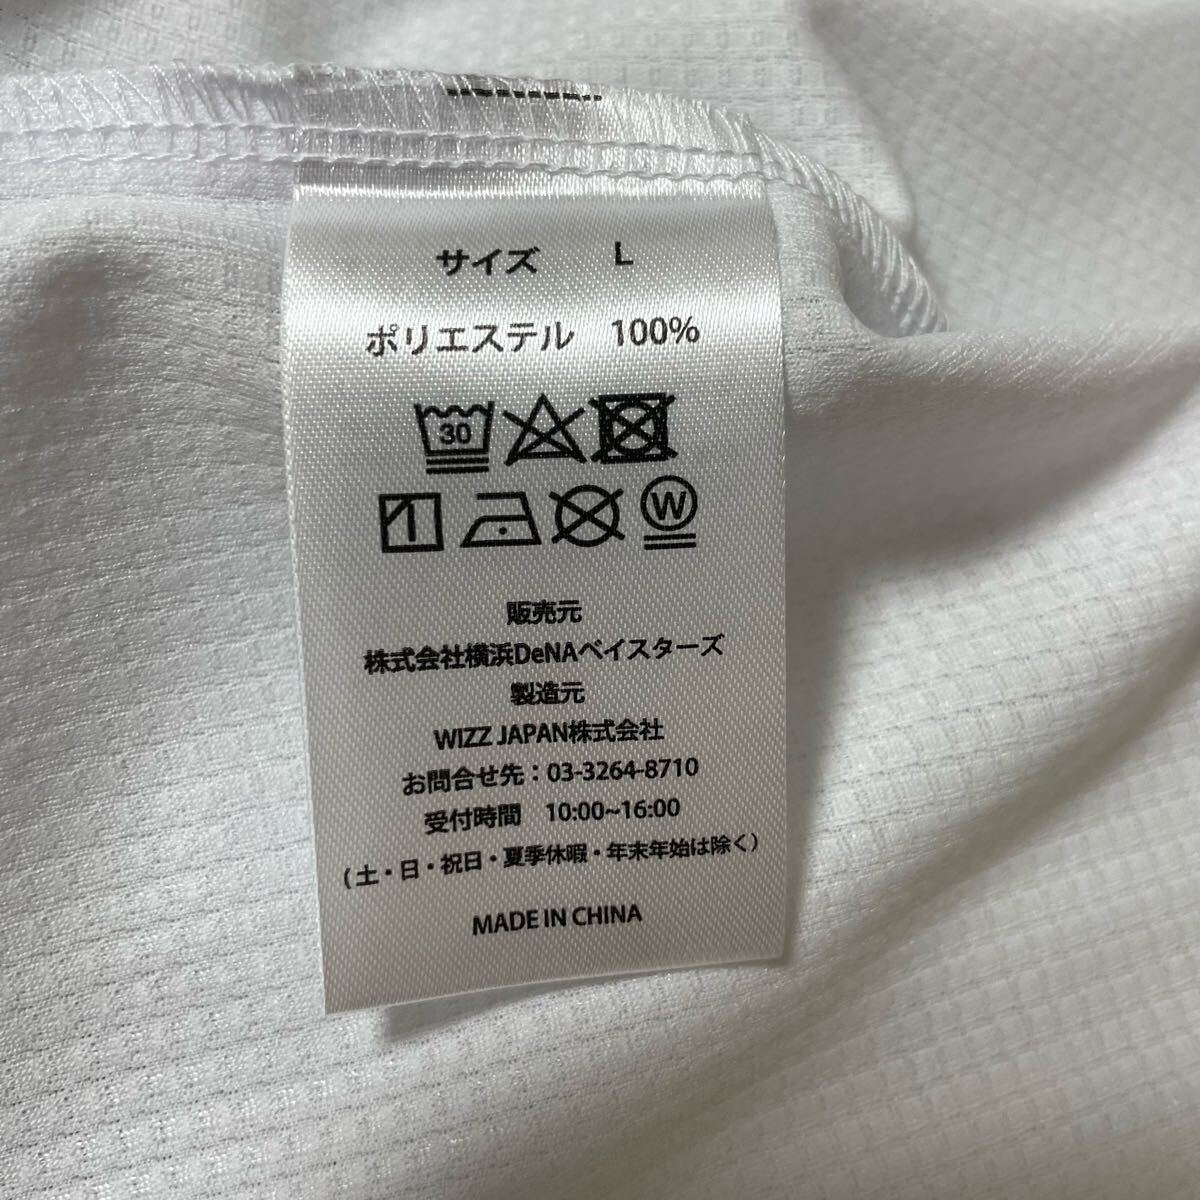 サイズ L
ポリエステル 100%
30
W
販売元
株式会社横浜DeNAベイスターズ
製造元
WIZZ JAPAN株式会社
お問合せ先：03-3264-8710
受付時間 10:00~16:00
(土・日・祝日・夏季休暇・年末年始は除く)
MADE IN CHINA